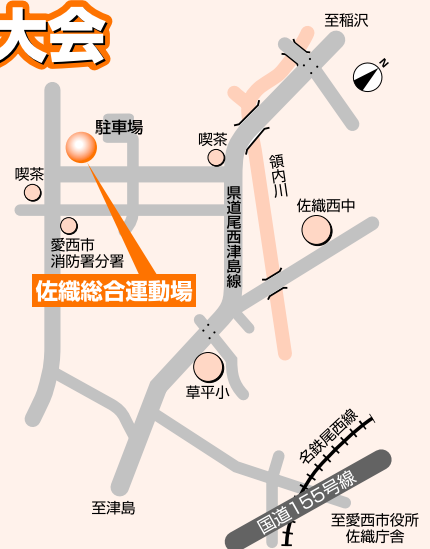 大会
至稲沢
N
駐車場
喫茶
喫茶
領内川
佐織西中
県道尾西津島線
愛西市
消防署分署
佐織総合運動場
草平小
名鉄尾西線
至津島
国道155号線
至愛西市役所
佐織庁舎